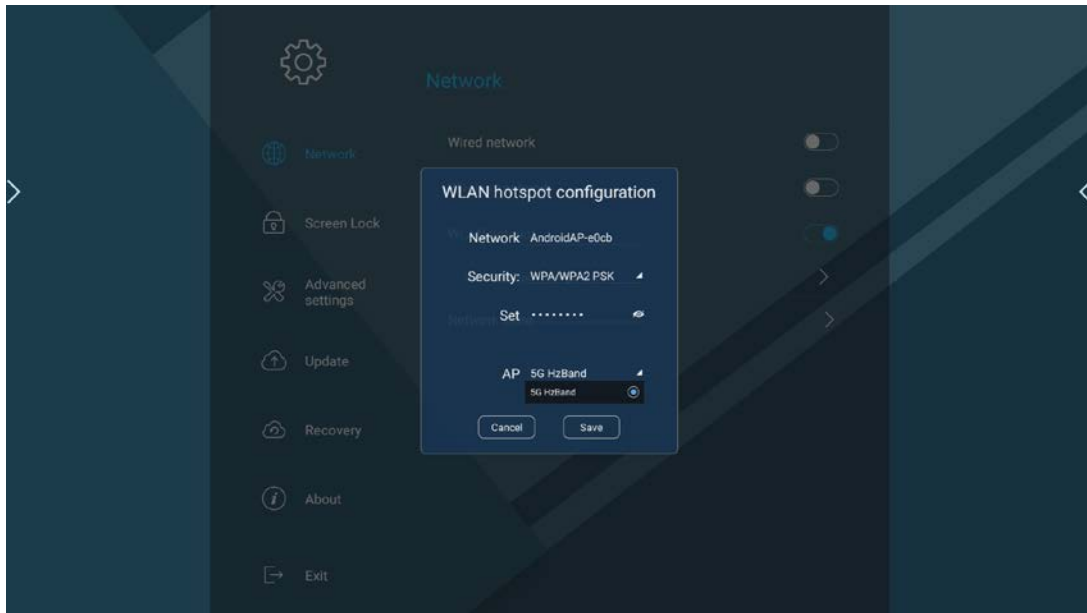 Network
Wired network
Network
WLAN hotspot configuration
Network AndroidAP-e0cb
Screen Lock
Security: WPA/WPA2 PSK
Advanced
settings
Set ········
AP 5G HzBand
5G HzBand
Update
Cancel Save
Recovery
About
Exit